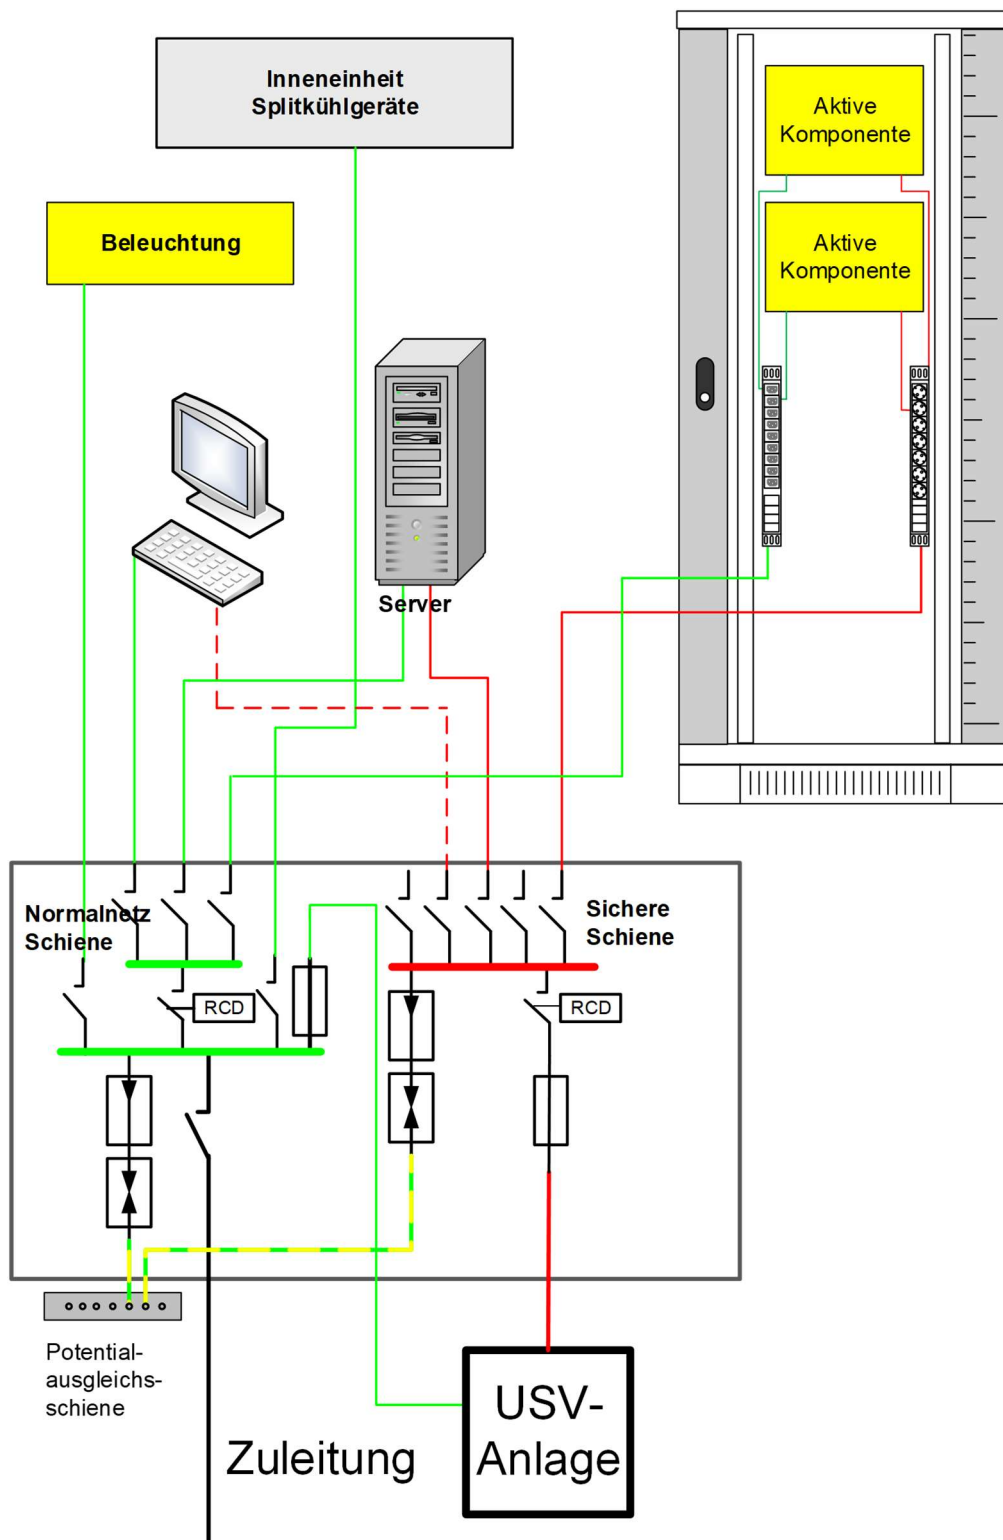 Inneneinheit
Splitkühlgeräte
Aktive
Komponente
Beleuchtung
Aktive
Komponente
Server
Normalnetz
Schiene
Sichere
Schiene
RCD
RCD
Potential-
ausgleichs-
schiene
Zuleitung
USV-
Anlage